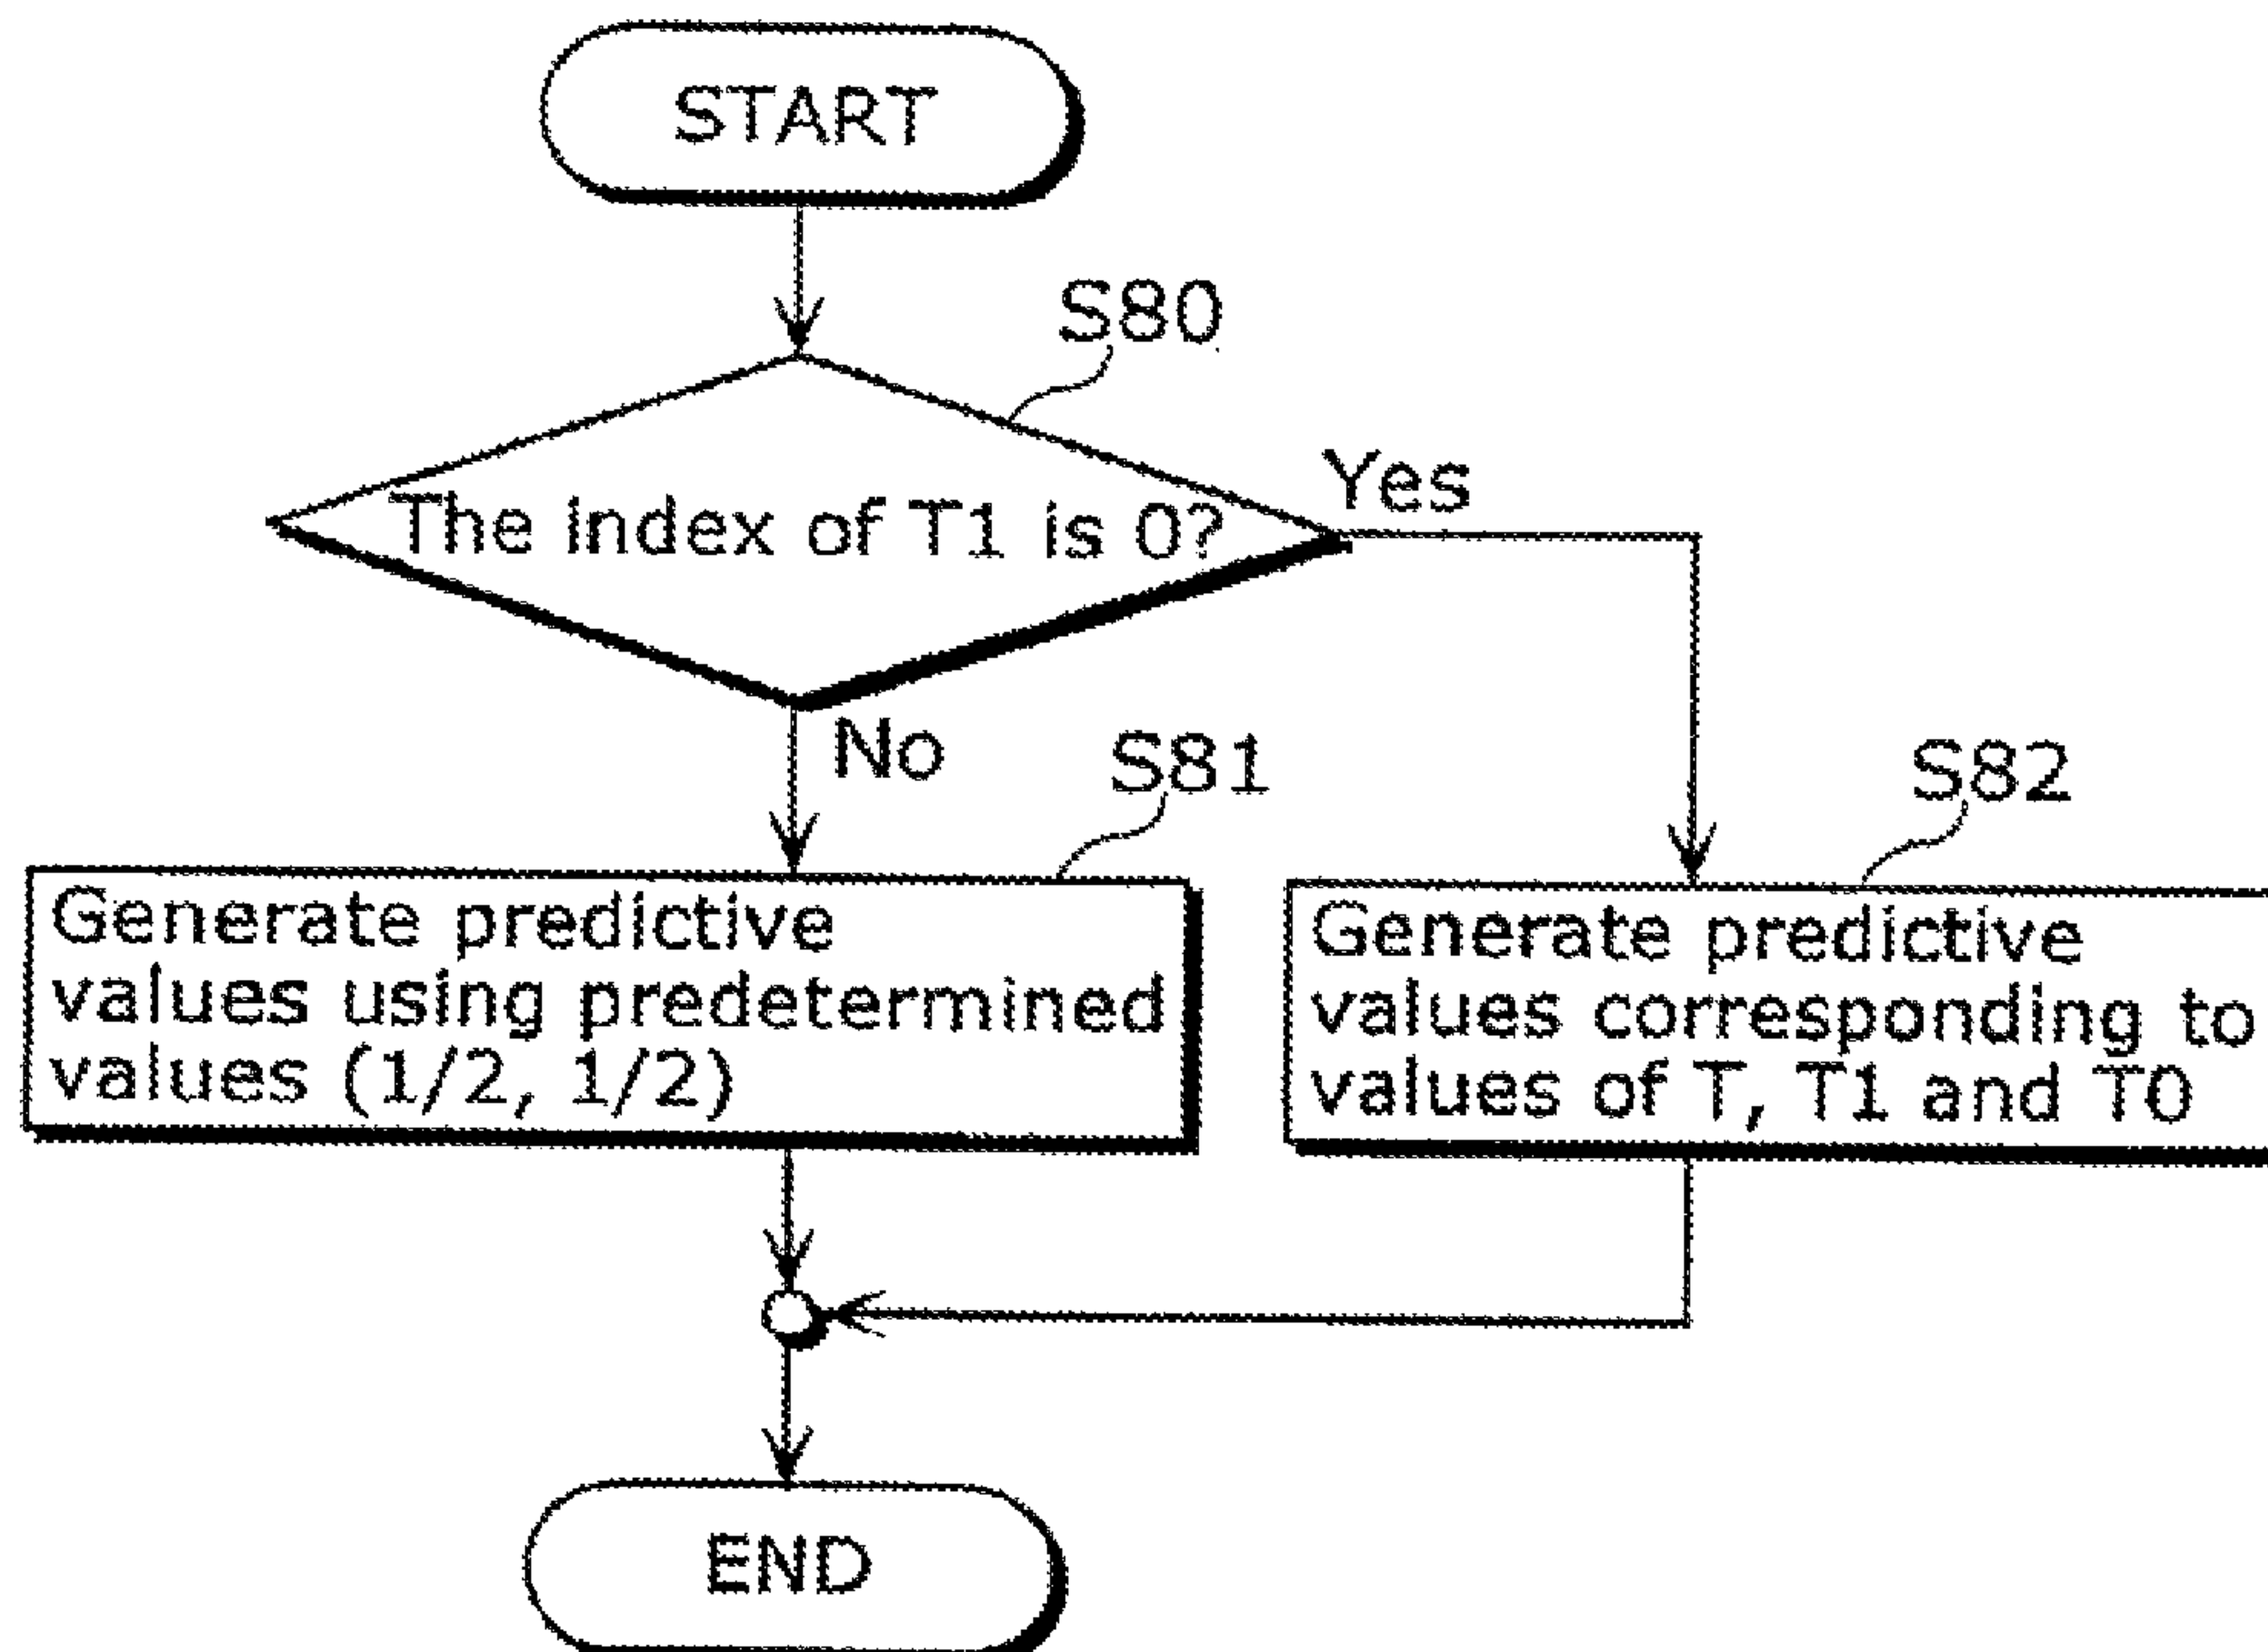 START
S80
The index of T1 is 0?
Yes
No
S81
S82
Generate predictive
values using predetermined
values (1/2, 1/2)
Generate predictive
values corresponding to
values of T, T1 and T0
END